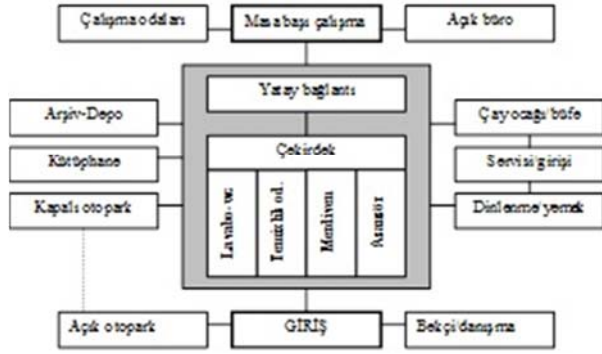 Çalışma odaları
Masa başı çalışma
Açık büro
Yatay bağlantı
Arşiv-Depo
Çay ocağı/büfe
Çekirdek
Kütüphane
Servisi/girişi
Kapalı otopark
Dinlenme/yemek
Lavabo-wc
Temizlik od.
Merdiven
Asansör
Açık otopark
GİRİŞ
Bekçi/danışma